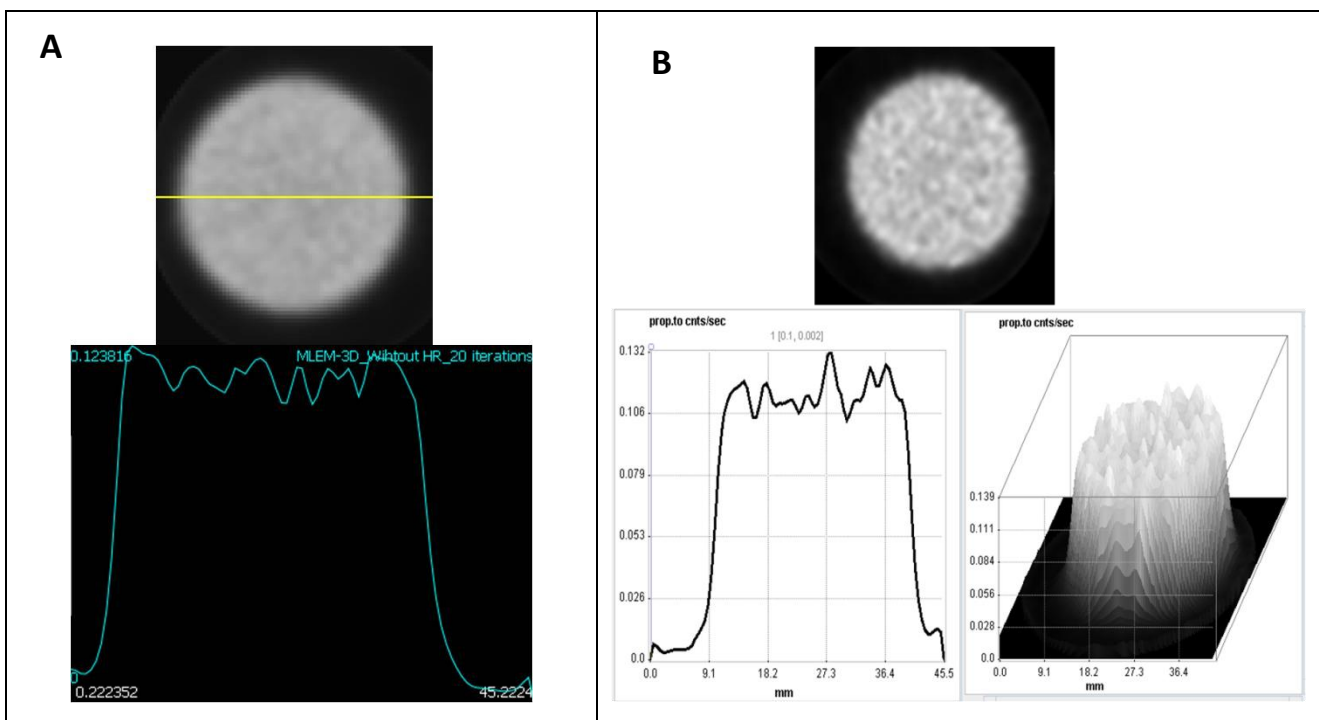 A
0.123816 MLEM-3D_Wihtout HR_20 iterations
0
0.222352 45.2224
B
prop.to cnts/sec
1 [0.1, 0.002]
0.132
0.106
0.079
0.053
0.026
0.0
0.0 9.1 18.2 27.3 36.4 45.5
mm
prop.to cnts/sec
0.139
0.111
0.084
0.056
0.028
0.0
0.0 9.1 18.2 27.3 36.4
mm